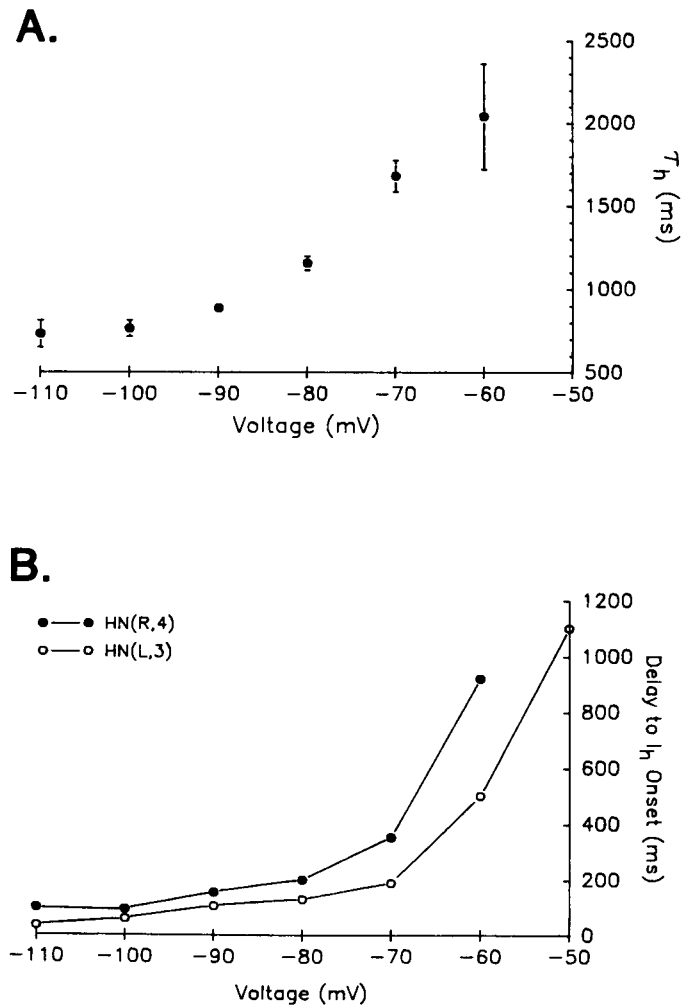 A.
2500
2000
1500
1000
500
τh (ms)
−110 −100 −90 −80 −70 −60 −50
Voltage (mV)
B.
HN(R,4)
HN(L,3)
1200
1000
800
600
400
200
0
Delay to Ih Onset (ms)
−110 −100 −90 −80 −70 −60 −50
Voltage (mV)